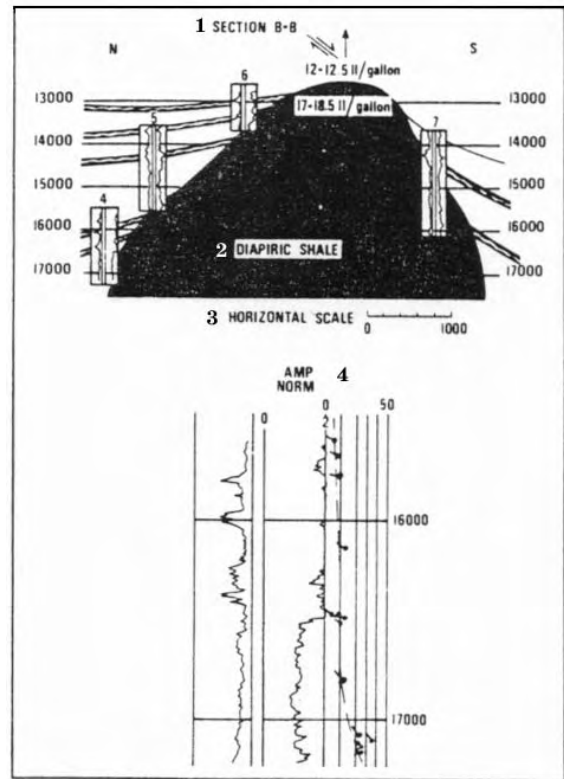 1 SECTION B-B
N S
12-12.5 ll/gallon
17-18.5 ll/gallon
6
13000 13000
5 7
14000 14000
15000 15000
4
16000 16000
17000 17000
2 DIAPIRIC SHALE
3 HORIZONTAL SCALE 0 1000
AMP 4
NORM
0 0 50
2
16000
17000